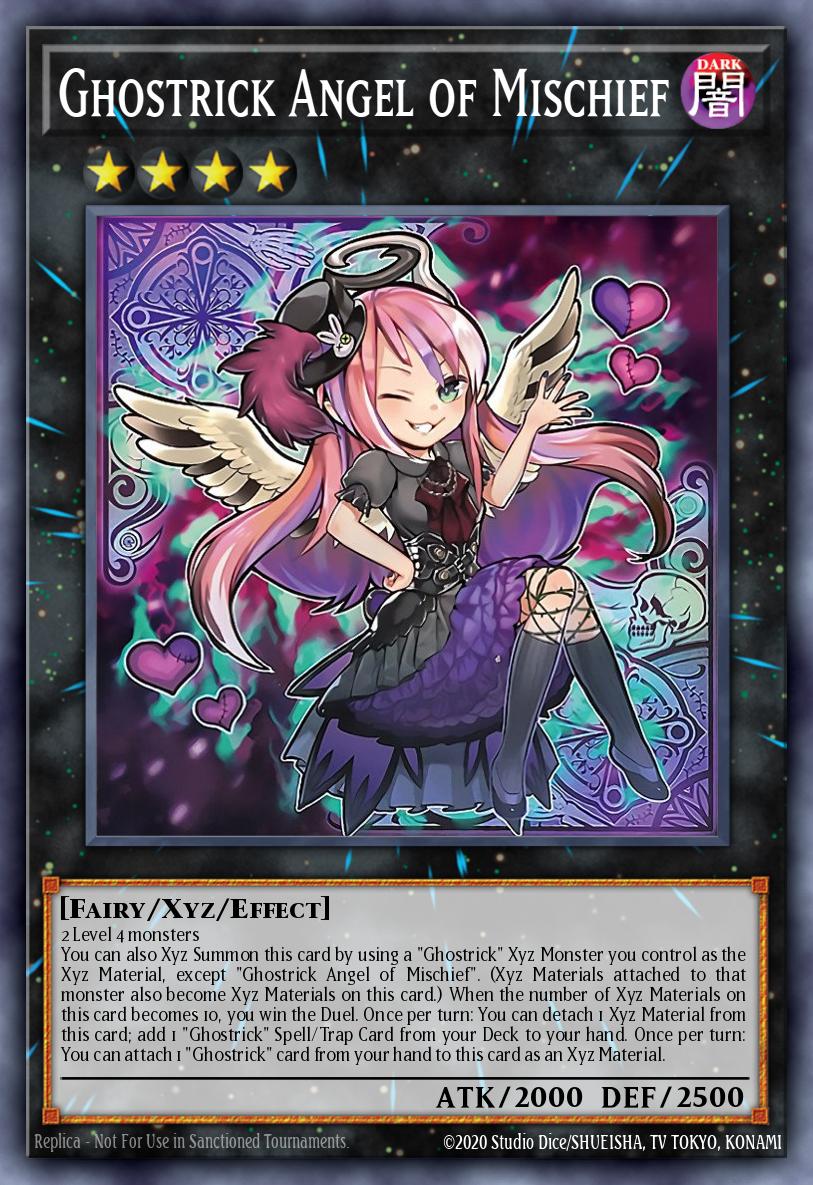 Ghostrick Angel of Mischief
DARK
闇
[Fairy/Xyz/Effect]
2 Level 4 monsters
You can also Xyz Summon this card by using a "Ghostrick" Xyz Monster you control as the
Xyz Material, except "Ghostrick Angel of Mischief". (Xyz Materials attached to that
monster also become Xyz Materials on this card.) When the number of Xyz Materials on
this card becomes 10, you win the Duel. Once per turn: You can detach 1 Xyz Material from
this card; add 1 "Ghostrick" Spell/Trap Card from your Deck to your hand. Once per turn:
You can attach 1 "Ghostrick" card from your hand to this card as an Xyz Material.
ATK/2000 DEF/2500
Replica - Not For Use in Sanctioned Tournaments.
©2020 Studio Dice/SHUEISHA, TV TOKYO, KONAMI